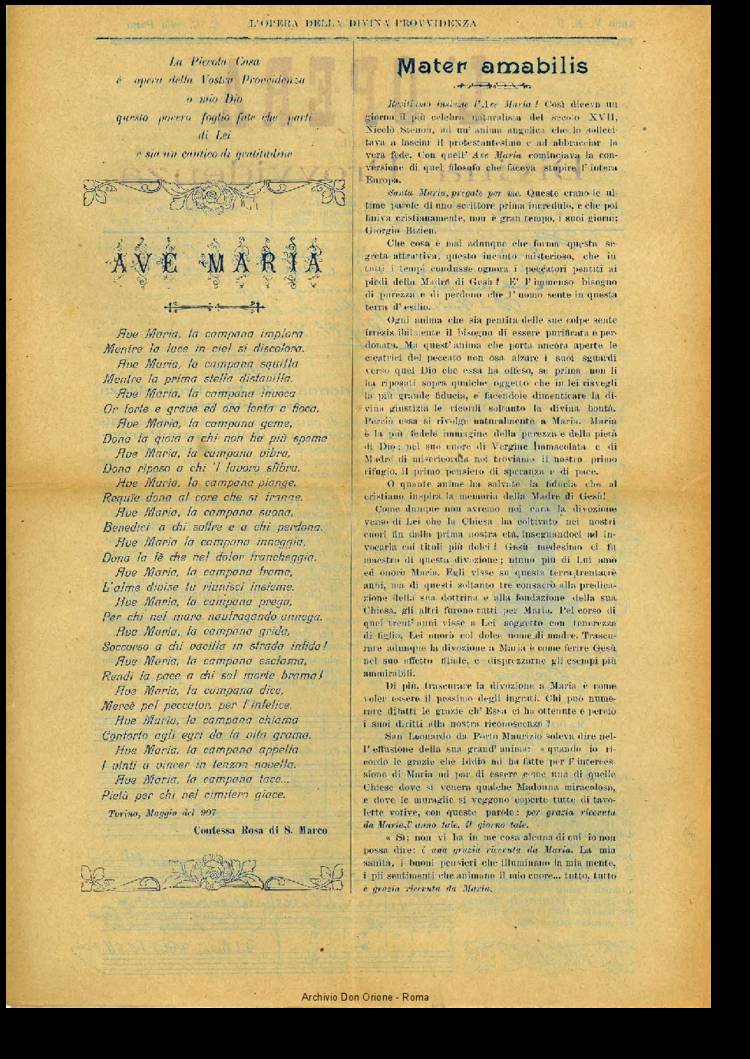 L'OPERA DELLA DIVINA PROVVIDENZA
La Piccola Casa
è opera della Vostra Provvidenza
o mio Dio
questo povero foglio fate che parli
di Lei
e sia un cantico di gratitudine
AVE MARIA
Ave Maria, la campana implora
Mentre la luce in ciel si discolora.
Ave Maria, la campana squilla
Mentre la prima stella distanilla.
Ave Maria, la campana invoca
Or forte e grave ed ora lenta e fioca.
Ave Maria, la campana geme,
Dona la gioia a chi non ha più speme
Ave Maria, la campana vibra,
Dona riposo a chi 'l lavoro sfibra.
Ave Maria, la campana piange,
Requie dona al core che si frange.
Ave Maria, la campana suona,
Benedici a chi soffre e a chi perdona.
Ave Maria la campana inneggia,
Dona la fè che nel dolor francheggia.
Ave Maria, la campana freme,
L'alme divise tu riunisci insieme.
Ave Maria, la campana prega,
Per chi nel mare naufragando annega.
Ave Maria, la campana grida,
Soccorso a chi vacilla in strada infida!
Ave Maria, la campana esclama,
Rendi la pace a chi sol morte brama!
Ave Maria, la campana dice,
Mercè pel peccator, per l'infelice.
Ave Maria, la campana chiama
Conforto agli egri da la vita grama.
Ave Maria, la campana appella
I vinti a vincer in tenzon novella.
Ave Maria, la campana tace...
Pietà per chi nel cimitero giace.
Torino, Maggio del 907
Contessa Rosa di S. Marco
Mater amabilis
Recitiamo insieme l'Ave Maria! Così diceva un
giorno il più celebre naturalista del secolo XVII,
Nicolò Stenon, ad un' anima angelica che lo solleci-
tava a lasciar il protestantesimo e ad abbracciar la
vera fede. Con quell' Ave Maria cominciava la con-
versione di quel filosofo che faceva stupire l' intera
Europa.
Santa Maria, pregate per me. Queste erano le ul-
time parole di uno scrittore prima incredulo, e che poi
finiva cristianamente, non è gran tempo, i suoi giorni;
Giorgio Bizien.
Che cosa è mai adunque che forma questa se-
greta attrattiva, questo incanto misterioso, che in
tutti i tempi condusse ognora i peccatori pentiti ai
piedi della Madre di Gesù? E' l' immenso bisogno
di purezza e di perdono che l' uomo sente in questa
terra d' esilio.
Ogni anima che sia pentita delle sue colpe sente
irresistibilmente il bisogno di essere purificata e per-
donata. Ma quest' anima che porta ancora aperte le
cicatrici del peccato non osa alzare i suoi sguardi
verso quel Dio che essa ha offeso, se prima non li
ha riposati sopra qualche oggetto che in lei risvegli
la più grande fiducia, e facendole dimenticare la di-
vina giustizia le ricordi soltanto la divina bontà.
Perciò essa si rivolge naturalmente a Maria. Maria
è la più fedele immagine della purezza e della pietà
di Dio; nel suo cuore di Vergine Immacolata e di
Madre di misericordia noi troviamo il nostro primo
rifugio, il primo pensiero di speranza e di pace.
O quante anime ha salvate la fiducia che al
cristiano inspira la memoria della Madre di Gesù!
Come dunque non avremo noi cara la divozione
verso di Lei che la Chiesa ha coltivato nei nostri
cuori fin dalla prima nostra età, insegnandoci ad in-
vocarla coi titoli più dolci? Gesù medesimo ci fu
maestro di questa divozione; niuno più di Lui amò
ed onorò Maria. Egli visse su questa terra trentatrè
anni, ma di questi soltanto tre consacrò alla predica-
zione della sua dottrina e alla fondazione della sua
Chiesa, gli altri furono tutti per Maria. Pel corso di
quei trent' anni visse a Lei soggetto con tenerezza
di figlio, Lei onorò col dolce nome di madre. Trascu-
rare adunque la divozione a Maria è come ferire Gesù
nel suo affetto filiale, e disprezzarne gli esempi più
ammirabili.
Di più, trascurare la divozione a Maria è come
voler essere il pessimo degli ingrati. Chi può nume-
rare difatti le grazie ch' Essa ci ha ottenute e perciò
i suoi diritti alla nostra riconoscenza?
San Leonardo da Porto Maurizio soleva dire nel-
l' effusione della sua grand' anima: « quando io ri-
cordo le grazie che Iddio mi ha fatte per l' interces-
sione di Maria mi par di essere come una di quelle
Chiese dove si venera qualche Madonna miracolosa,
e dove le muraglie si veggono coperte tutte di tavo-
lette votive, con queste parole: per grazia ricevuta
da Maria, l' anno tale, il giorno tale.
« Sì; non vi ha in me cosa alcuna di cui io non
possa dire: è una grazia ricevuta da Maria. La mia
sanità, i buoni pensieri che illuminano la mia mente,
i pii sentimenti che animano il mio cuore... tutto, tutto
è grazia ricevuta da Maria.
Archivio Don Orione - Roma